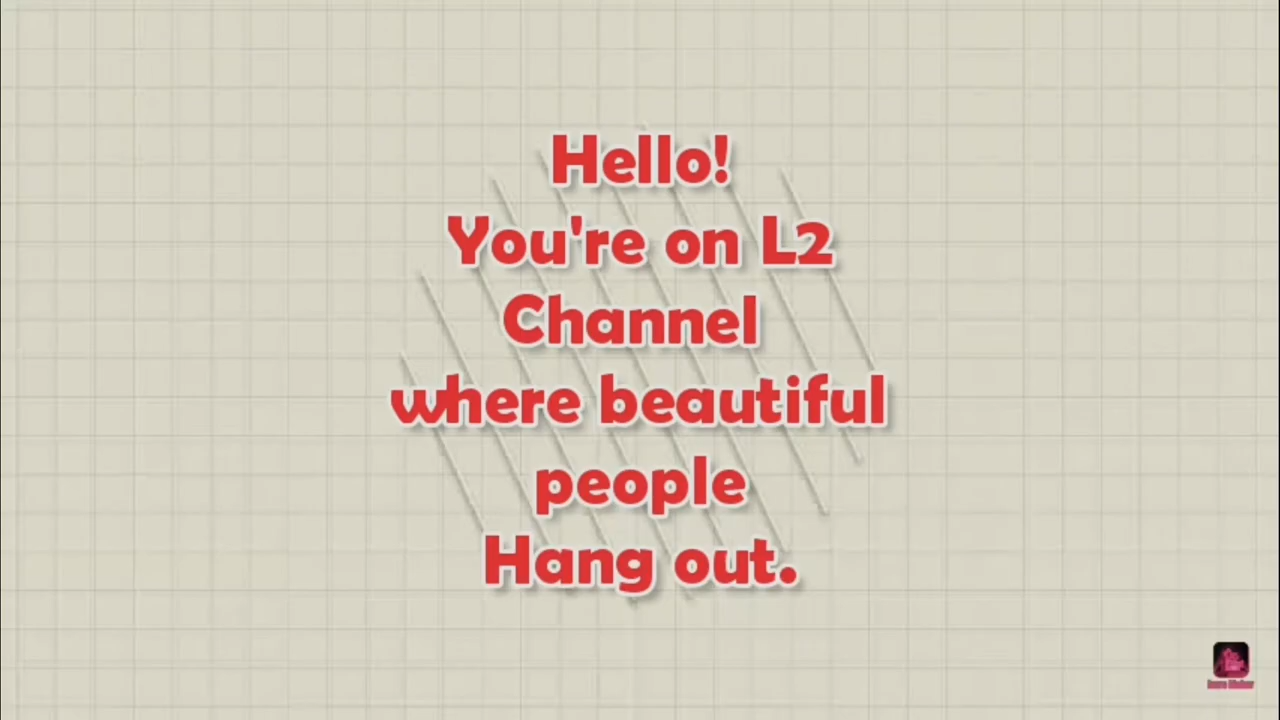 Hello!
You're on L2
Channel
where beautiful
people
Hang out.